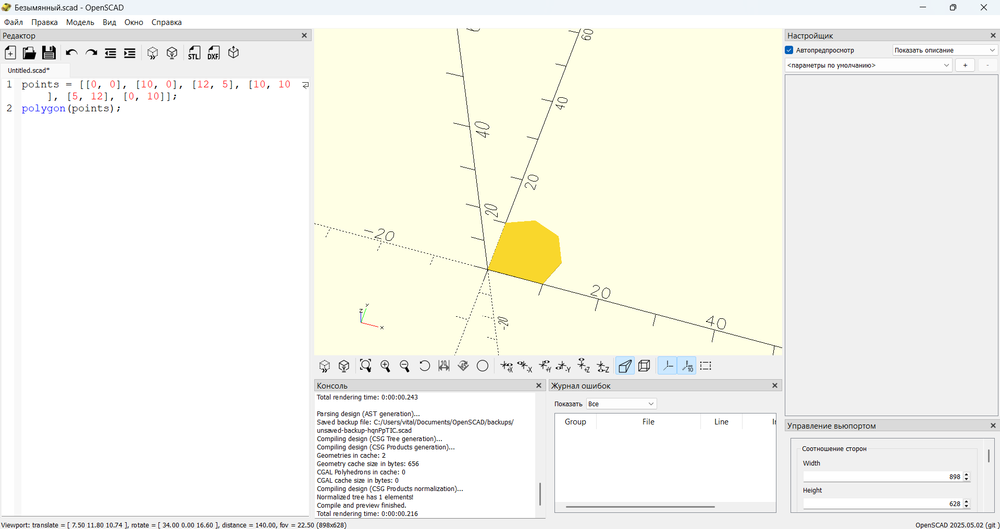 Безымянный.scad - OpenSCAD
Файл Правка Модель Вид Окно Справка
Редактор
STL DXF
Untitled.scad*
1 points = [[0, 0], [10, 0], [12, 5], [10, 10
], [5, 12], [0, 10]];
2 polygon(points);
60
40
40
20
20
-20
20
40
-20
Z
Y
X
10 45 +X -X +Y -Y +Z -Z 10
Консоль
Total rendering time: 0:00:00.243
Parsing design (AST generation)...
Saved backup file: C:/Users/vital/Documents/OpenSCAD/backups/
unsaved-backup-hqnPpTIC.scad
Compiling design (CSG Tree generation)...
Compiling design (CSG Products generation)...
Geometries in cache: 2
Geometry cache size in bytes: 656
CGAL Polyhedrons in cache: 0
CGAL cache size in bytes: 0
Compiling design (CSG Products normalization)...
Normalized tree has 1 elements!
Compile and preview finished.
Total rendering time: 0:00:00.216
Журнал ошибок
Показать Все
Group File Line
Настройщик
Автопредпросмотр Показать описание
<параметры по умолчанию> + -
Управление вьюпортом
Соотношение сторон
Width
898
Height
628
Viewport: translate = [ 7.50 11.80 10.74 ], rotate = [ 34.00 0.00 16.60 ], distance = 140.00, fov = 22.50 (898x628)
OpenSCAD 2025.05.02 (git )